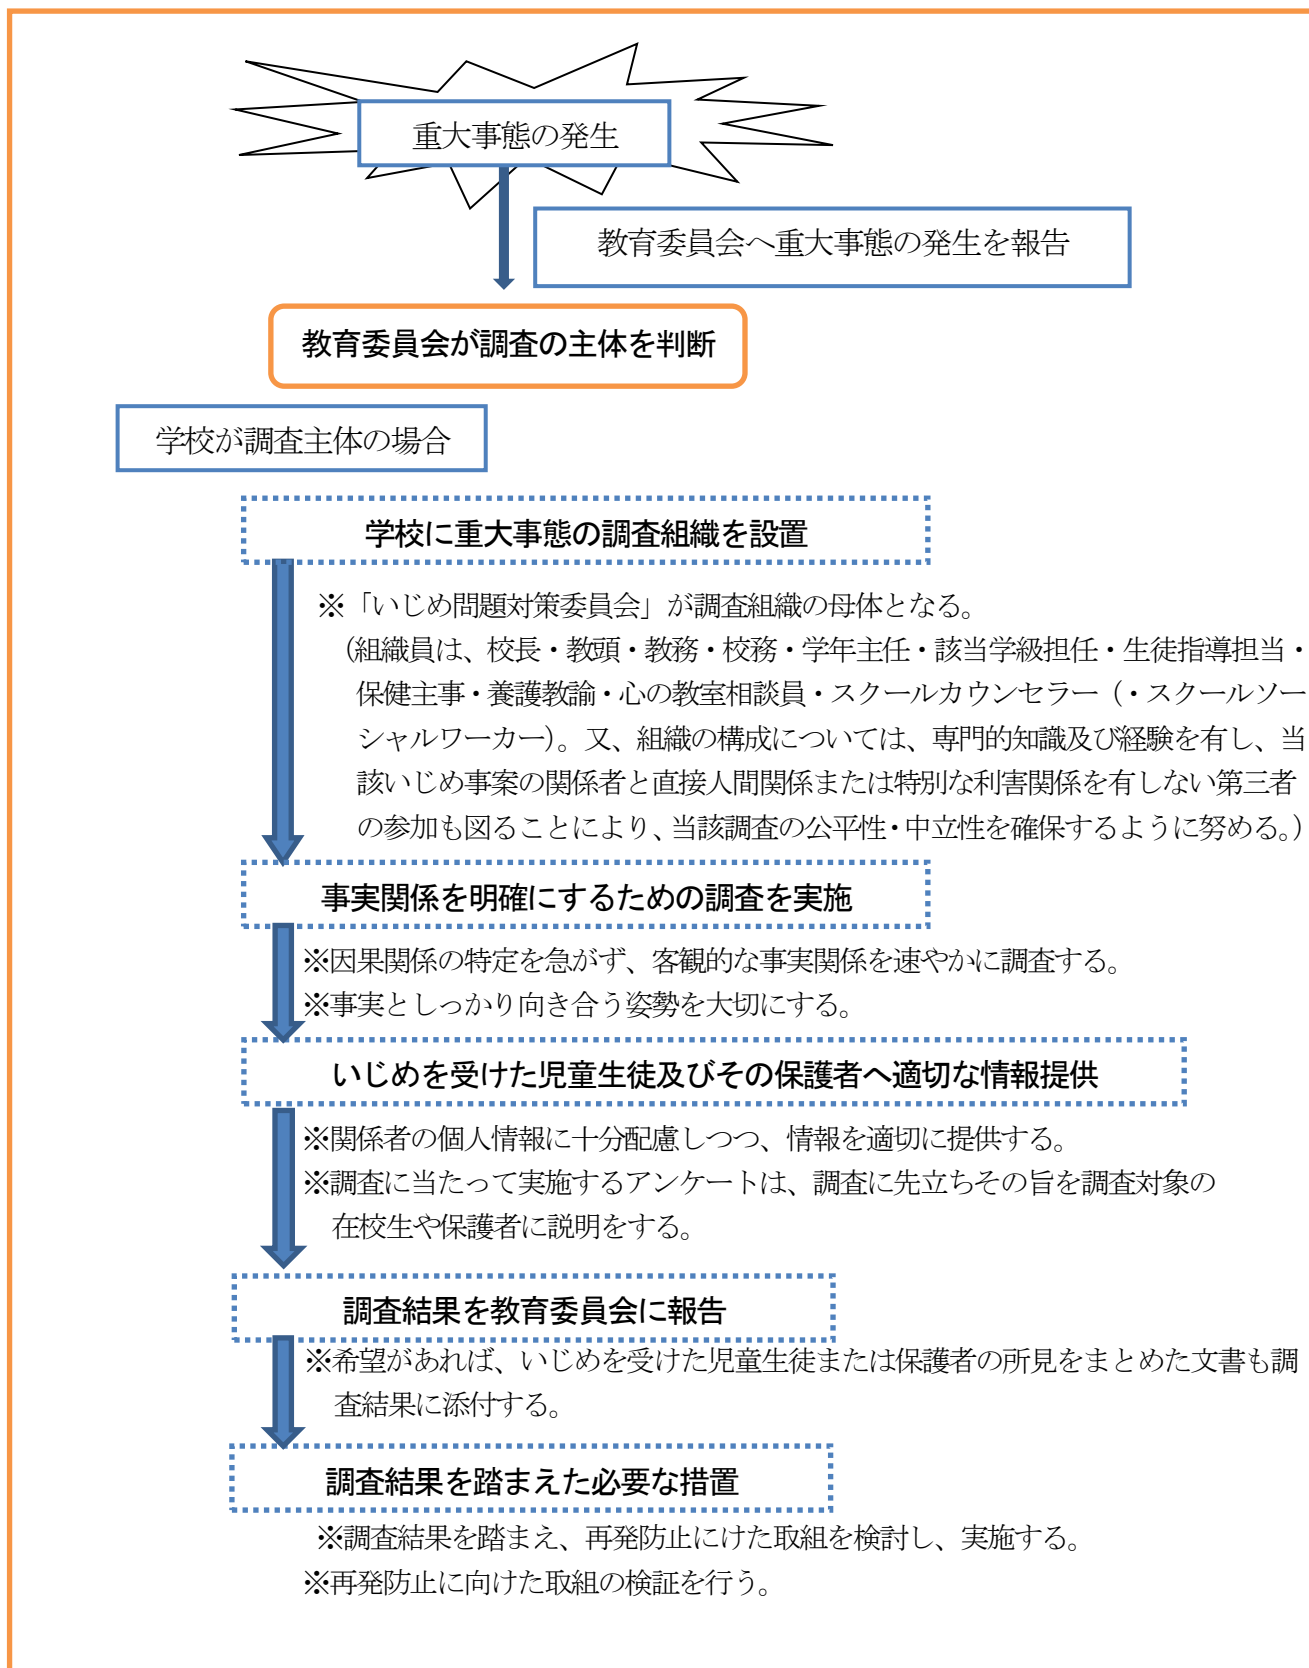 重大事態の発生
教育委員会へ重大事態の発生を報告
教育委員会が調査の主体を判断
学校が調査主体の場合
学校に重大事態の調査組織を設置
※「いじめ問題対策委員会」が調査組織の母体となる。
(組織員は、校長・教頭・教務・校務・学年主任・該当学級担任・生徒指導担当・
保健主事・養護教諭・心の教室相談員・スクールカウンセラー（・スクールソー
シャルワーカー）。又、組織の構成については、専門的知識及び経験を有し、当
該いじめ事案の関係者と直接人間関係または特別な利害関係を有しない第三者
の参加も図ることにより、当該調査の公平性・中立性を確保するように努める。）
事実関係を明確にするための調査を実施
※因果関係の特定を急がず、客観的な事実関係を速やかに調査する。
※事実としっかり向き合う姿勢を大切にする。
いじめを受けた児童生徒及びその保護者へ適切な情報提供
※関係者の個人情報に十分配慮しつつ、情報を適切に提供する。
※調査に当たって実施するアンケートは、調査に先立ちその旨を調査対象の
在校生や保護者に説明をする。
調査結果を教育委員会に報告
※希望があれば、いじめを受けた児童生徒または保護者の所見をまとめた文書も調
査結果に添付する。
調査結果を踏まえた必要な措置
※調査結果を踏まえ、再発防止にけた取組を検討し、実施する。
※再発防止に向けた取組の検証を行う。